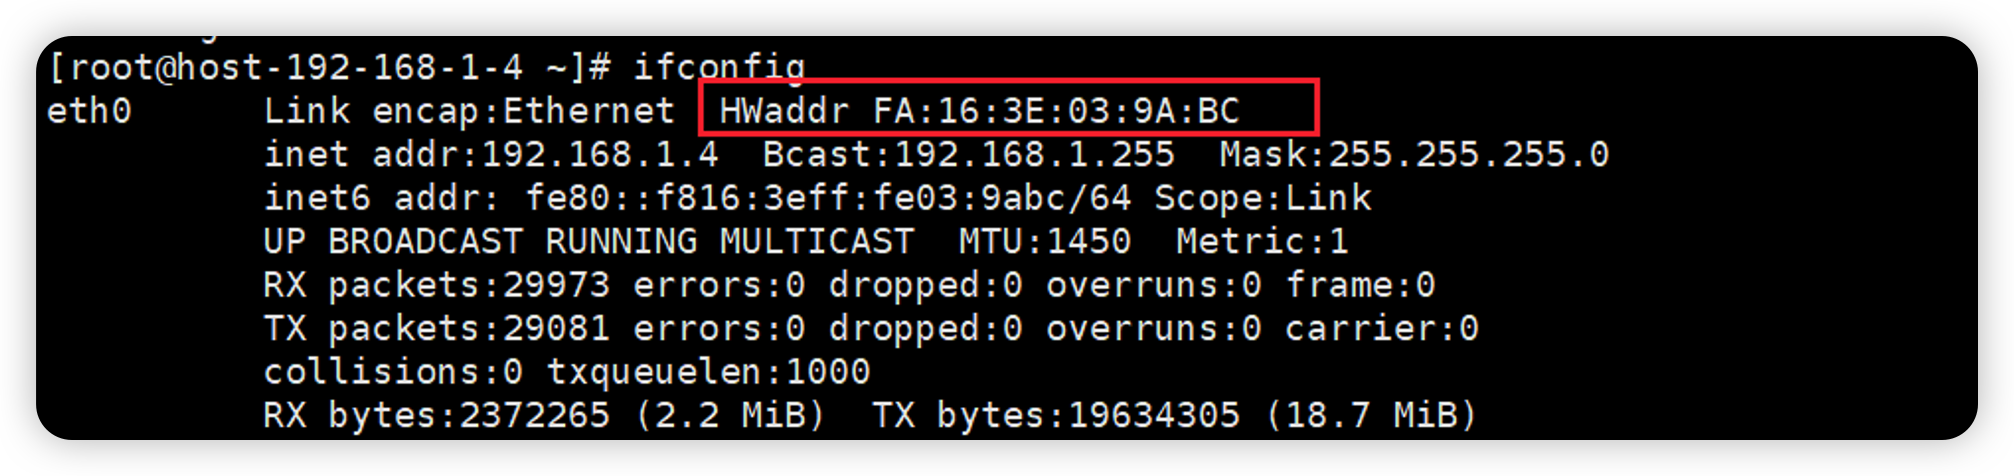 [root@host-192-168-1-4 ~]# ifconfig
eth0      Link encap:Ethernet  HWaddr FA:16:3E:03:9A:BC
          inet addr:192.168.1.4  Bcast:192.168.1.255  Mask:255.255.255.0
          inet6 addr: fe80::f816:3eff:fe03:9abc/64 Scope:Link
          UP BROADCAST RUNNING MULTICAST  MTU:1450  Metric:1
          RX packets:29973 errors:0 dropped:0 overruns:0 frame:0
          TX packets:29081 errors:0 dropped:0 overruns:0 carrier:0
          collisions:0 txqueuelen:1000
          RX bytes:2372265 (2.2 MiB)  TX bytes:19634305 (18.7 MiB)